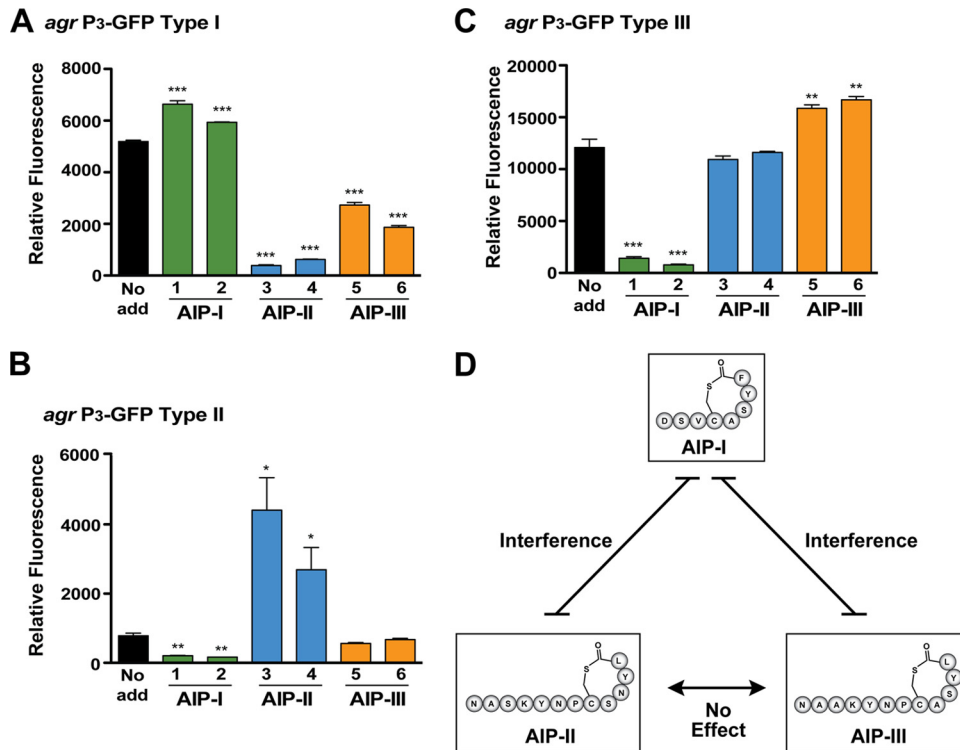 A agr P3-GFP Type I
Relative Fluorescence
8000
6000
4000
2000
0
***
***
***
***
***
***
No add
1 2 3 4 5 6
AIP-I AIP-II AIP-III
B
agr P3-GFP Type II
Relative Fluorescence
6000
4000
2000
0
**
**
*
*
No add
1 2 3 4 5 6
AIP-I AIP-II AIP-III
C agr P3-GFP Type III
Relative Fluorescence
20000
15000
10000
5000
0
***
***
**
**
No add
1 2 3 4 5 6
AIP-I AIP-II AIP-III
D
O
S
F
Y
S
D S V C A
AIP-I
Interference
Interference
O
S
L
Y
N
N A S K Y N P C S
AIP-II
No
Effect
O
S
L
Y
S
N A A K Y N P C A
AIP-III